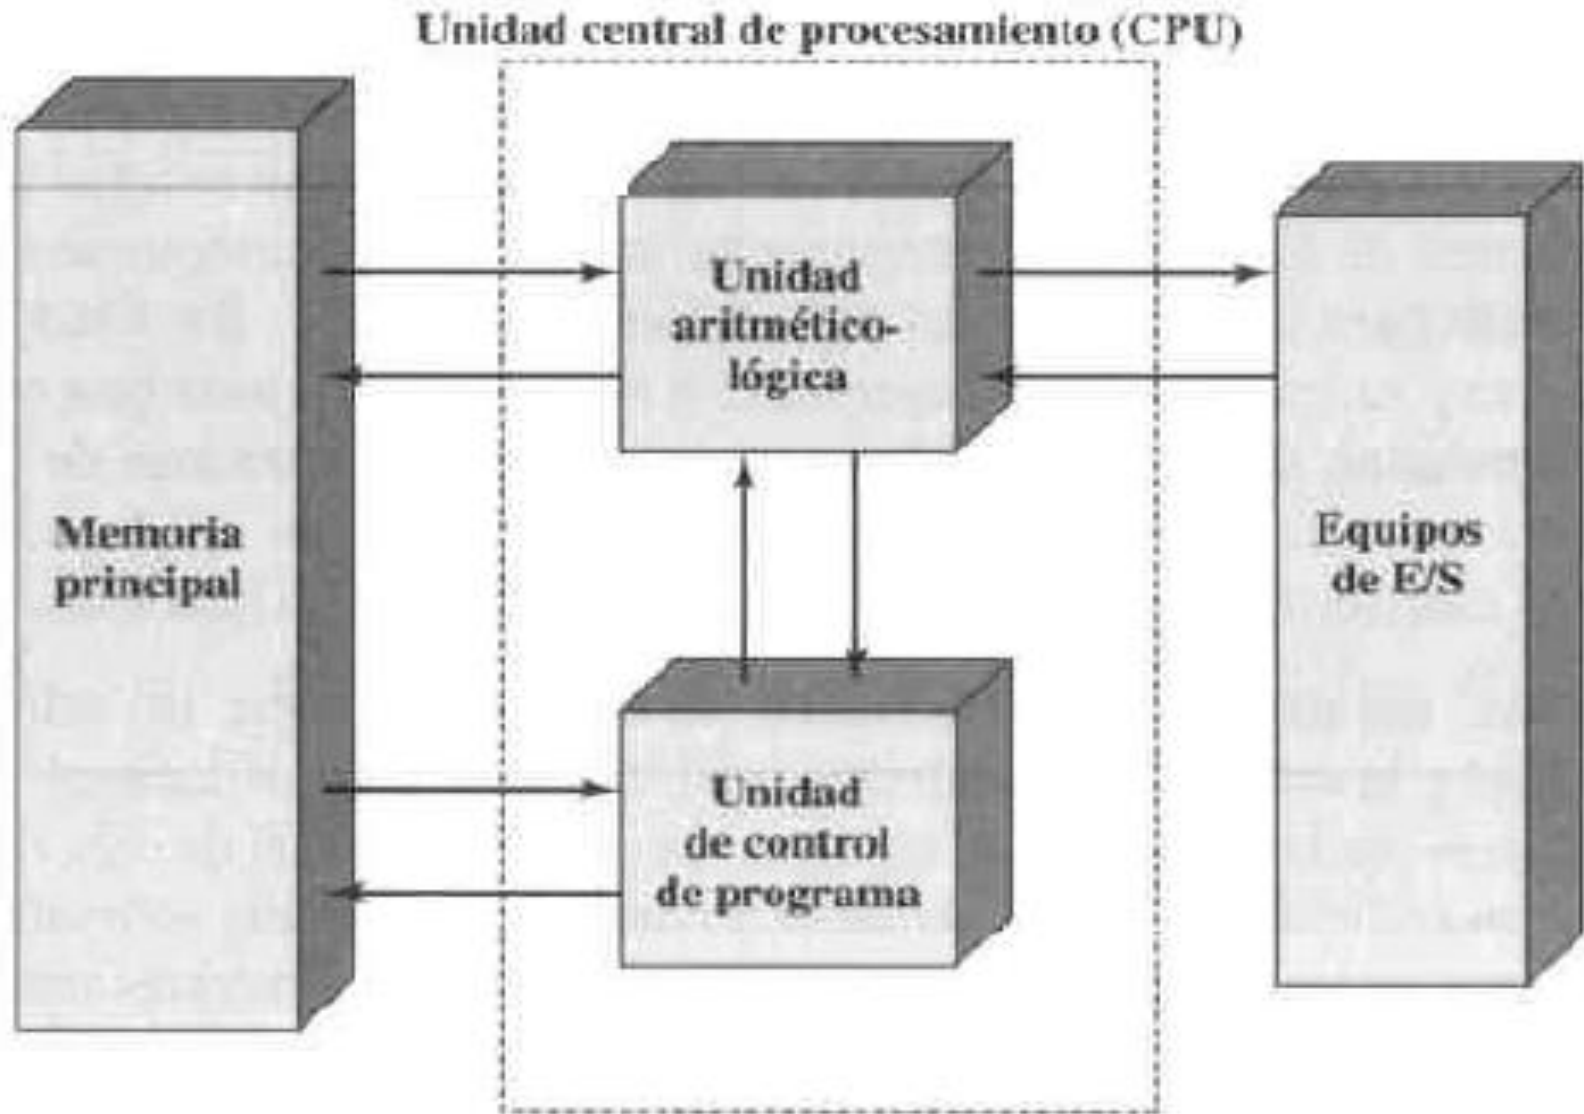 Unidad central de procesamiento (CPU)
Unidad
aritmético-
lógica
Memoria
principal
Equipos
de E/S
Unidad
de control
de programa